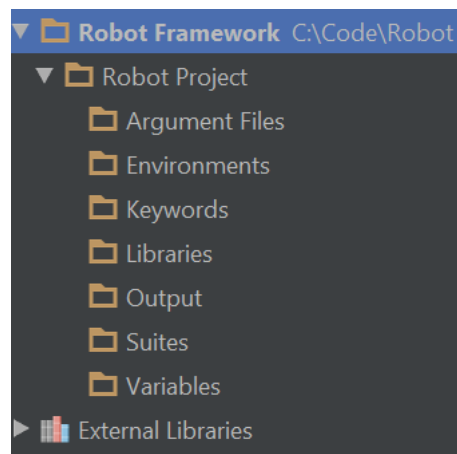 Robot Framework C:\Code\Robot
Robot Project
Argument Files
Environments
Keywords
Libraries
Output
Suites
Variables
External Libraries